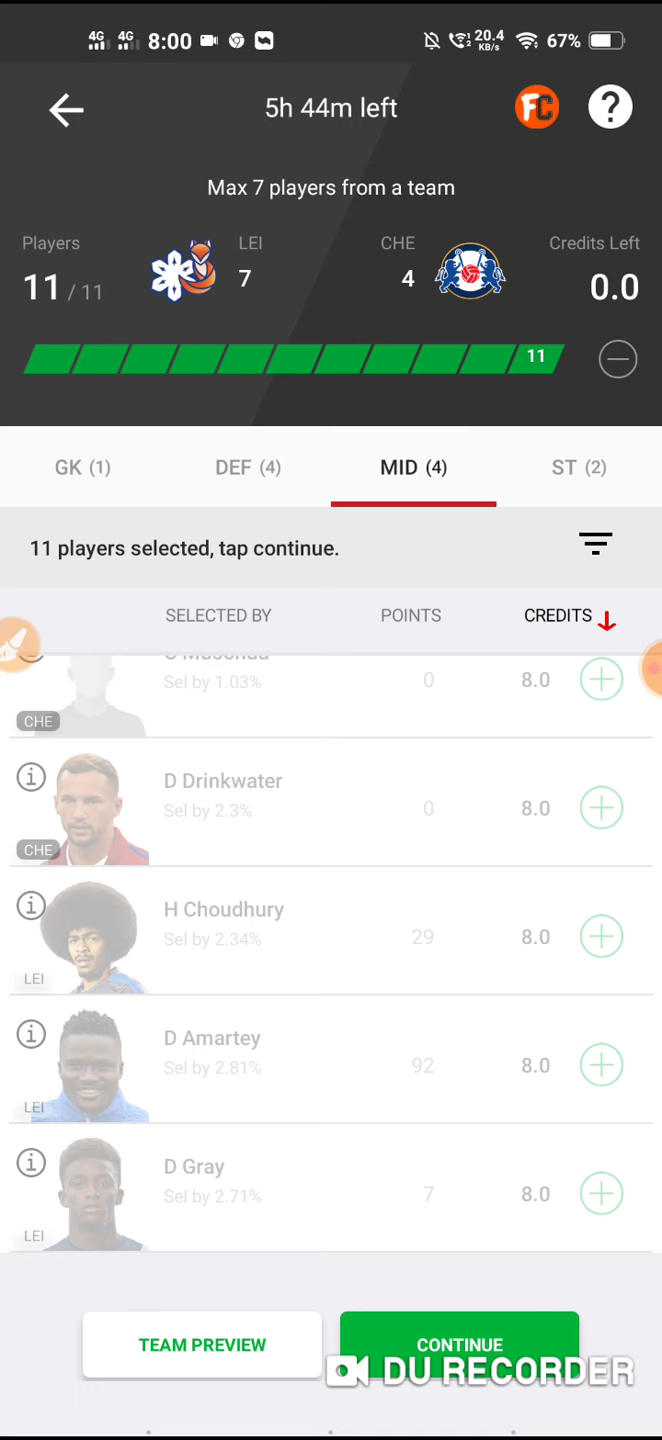 4G 4G 8:00 20.4 KB/s 67%
5h 44m left FC ?
Max 7 players from a team
Players LEI CHE Credits Left
11 / 11 7 4 0.0
11
GK (1) DEF (4) MID (4) ST (2)
11 players selected, tap continue.
SELECTED BY POINTS CREDITS
Sel by 1.03% 0 8.0
CHE
D Drinkwater
Sel by 2.3% 0 8.0
CHE
H Choudhury
Sel by 2.34% 29 8.0
LEI
D Amartey
Sel by 2.81% 92 8.0
LEI
D Gray
Sel by 2.71% 7 8.0
LEI
TEAM PREVIEW CONTINUE
DU RECORDER